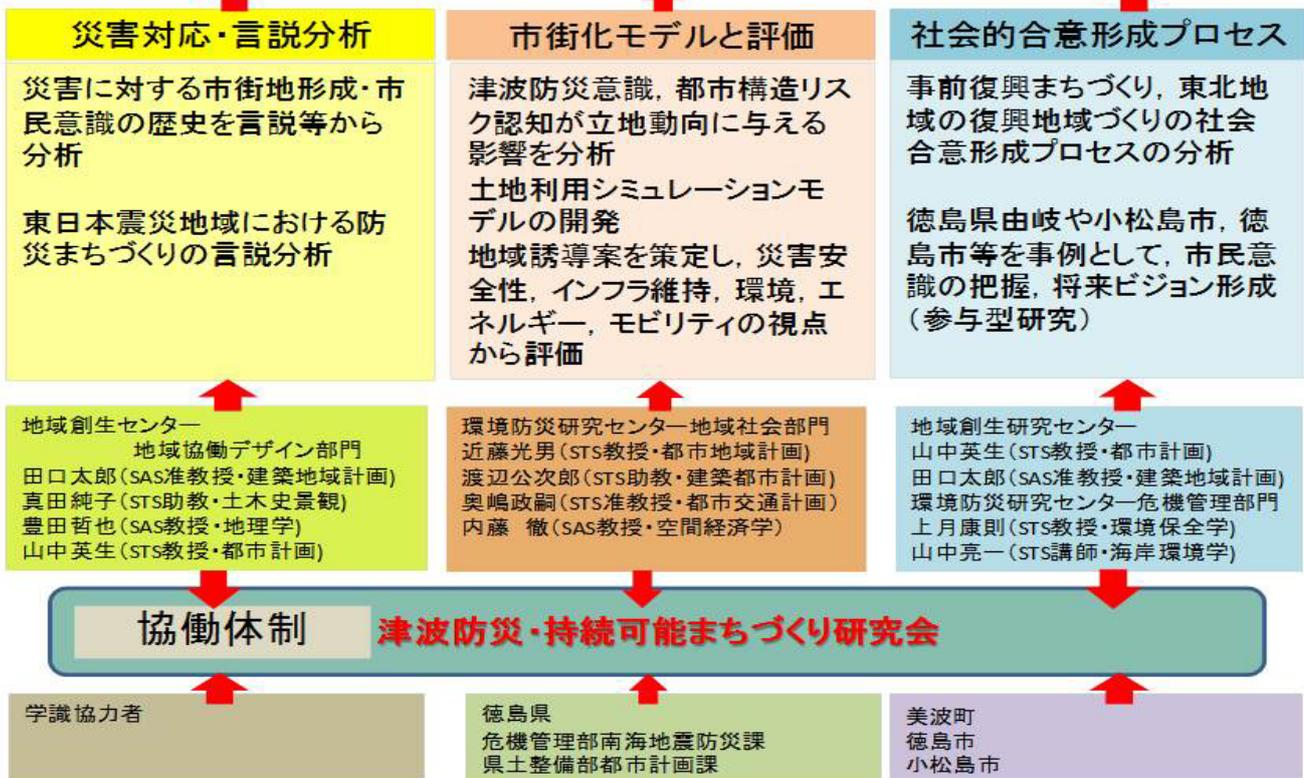 災害対応・言説分析
災害に対する市街地形成・市
民意識の歴史を言説等から
分析
東日本震災地域における防
災まちづくりの言説分析
市街化モデルと評価
津波防災意識，都市構造リス
ク認知が立地動向に与える
影響を分析
土地利用シミュレーションモ
デルの開発
地域誘導案を策定し，災害安
全性，インフラ維持，環境，エ
ネルギー，モビリティの視点
から評価
社会的合意形成プロセス
事前復興まちづくり，東北地
域の復興地域づくりの社会
合意形成プロセスの分析
徳島県由岐や小松島市，徳
島市等を事例として，市民意
識の把握，将来ビジョン形成
（参与型研究）
地域創生センター
地域協働デザイン部門
田口太郎(SAS准教授・建築地域計画)
真田純子(STS助教・土木史景観)
豊田哲也(SAS教授・地理学)
山中英生(STS教授・都市計画)
環境防災研究センター地域社会部門
近藤光男(STS教授・都市地域計画)
渡辺公次郎(STS助教・建築都市計画)
奥嶋政嗣(STS准教授・都市交通計画）
内藤　徹(SAS教授・空間経済学）
地域創生研究センター
山中英生(STS教授・都市計画)
田口太郎(SAS准教授・建築地域計画)
環境防災研究センター危機管理部門
上月康則(STS教授・環境保全学)
山中亮一(STS講師・海岸環境学)
協働体制
津波防災・持続可能まちづくり研究会
学識協力者
徳島県
危機管理部南海地震防災課
県土整備部都市計画課
美波町
徳島市
小松島市